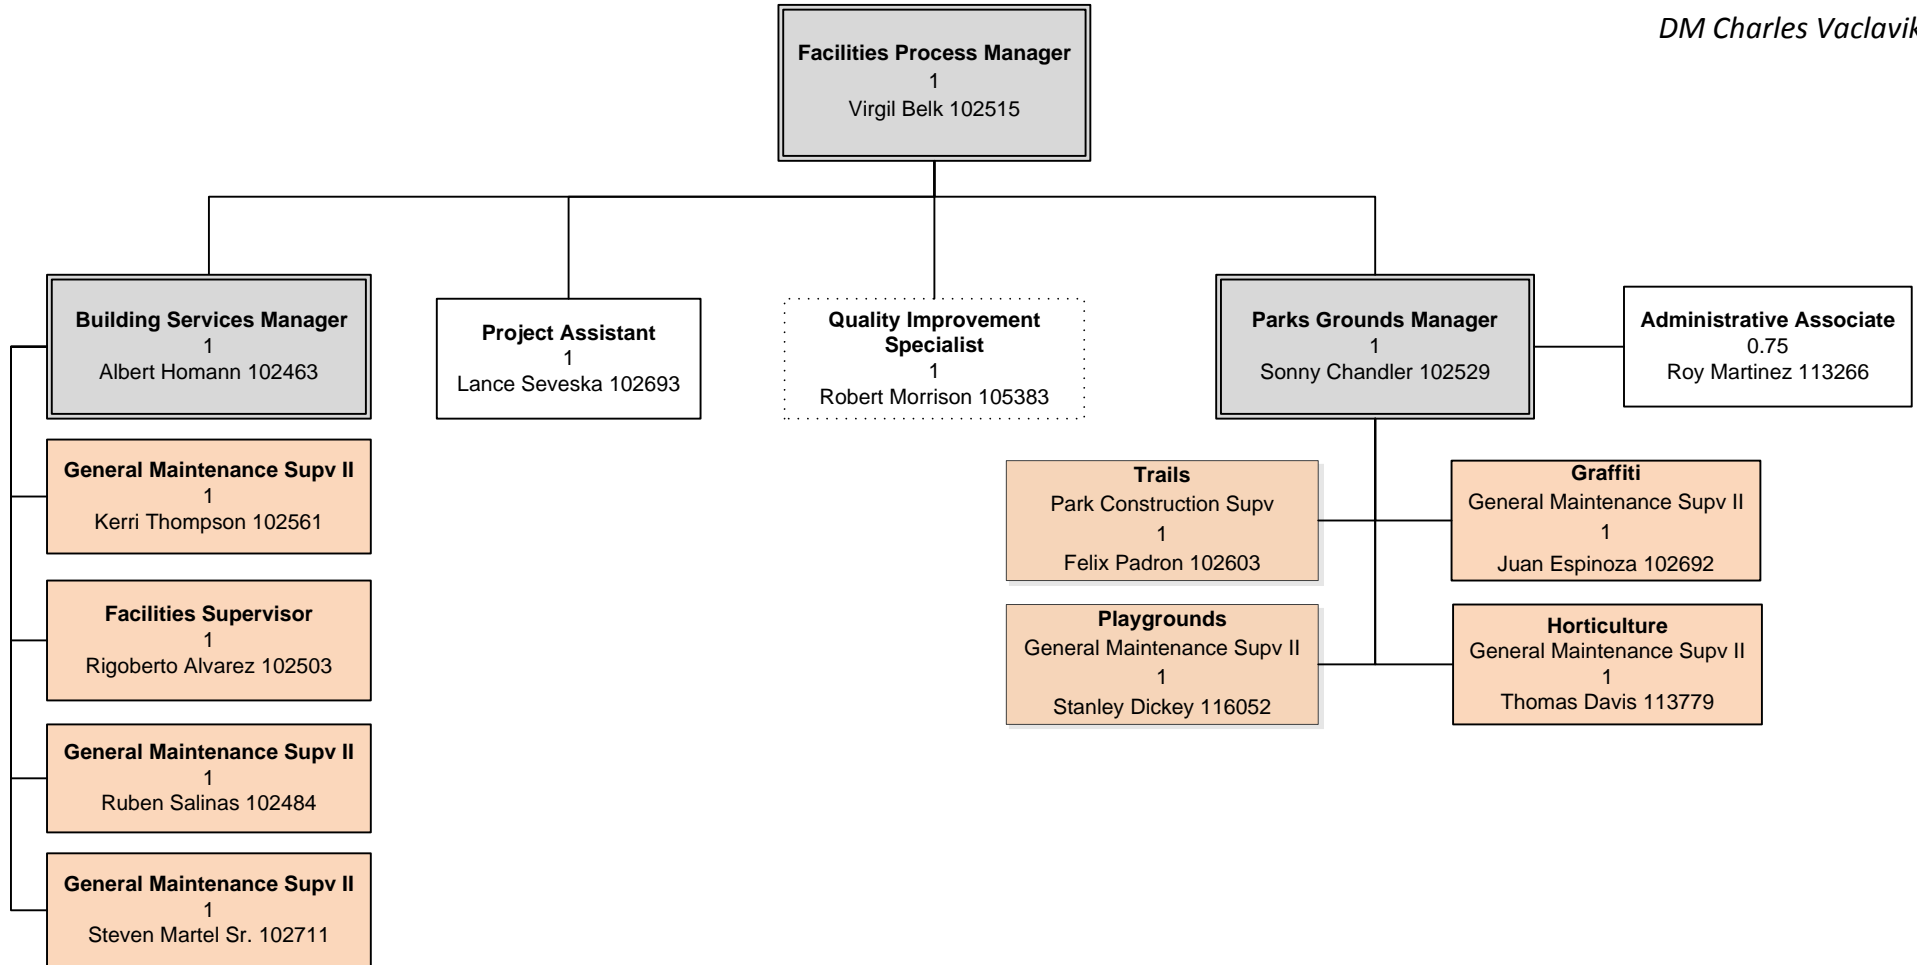 DM Charles Vaclavik
Facilities Process Manager
1
Virgil Belk 102515
Building Services Manager
1
Albert Homann 102463
Project Assistant
1
Lance Seveska 102693
Quality Improvement
Specialist
1
Robert Morrison 105383
Parks Grounds Manager
1
Sonny Chandler 102529
Administrative Associate
0.75
Roy Martinez 113266
General Maintenance Supv II
1
Kerri Thompson 102561
Facilities Supervisor
1
Rigoberto Alvarez 102503
General Maintenance Supv II
1
Ruben Salinas 102484
General Maintenance Supv II
1
Steven Martel Sr. 102711
Trails
Park Construction Supv
1
Felix Padron 102603
Graffiti
General Maintenance Supv II
1
Juan Espinoza 102692
Playgrounds
General Maintenance Supv II
1
Stanley Dickey 116052
Horticulture
General Maintenance Supv II
1
Thomas Davis 113779